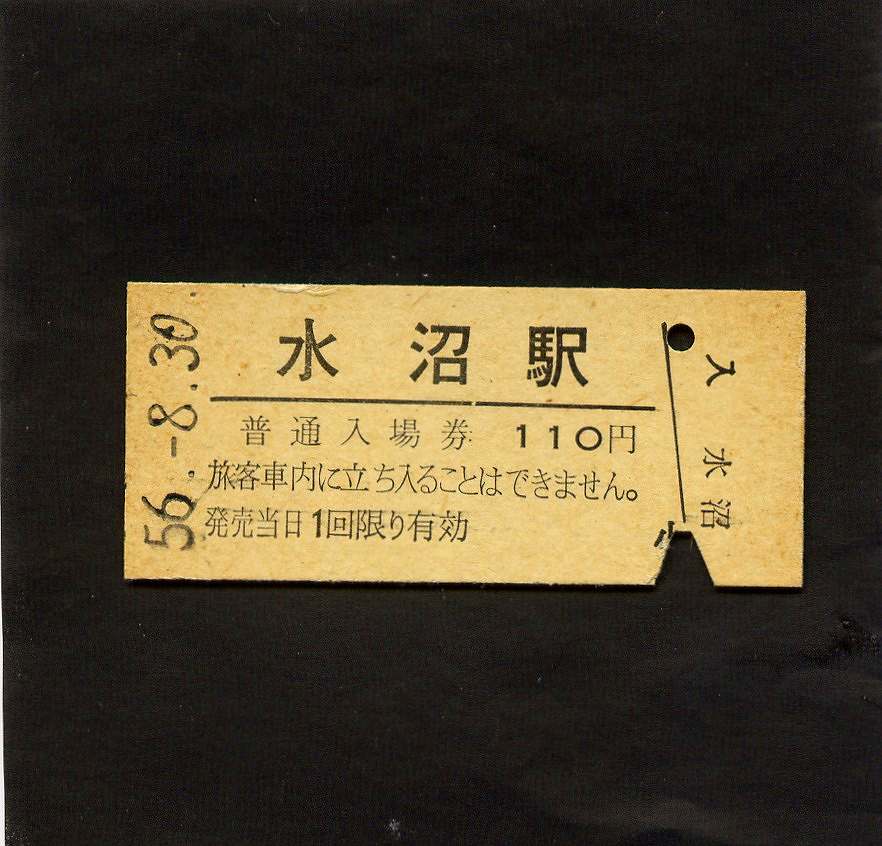 56.-8.30
水沼駅
普通入場券 110円
旅客車内に立ち入ることはできません。
発売当日1回限り有効
入 水沼